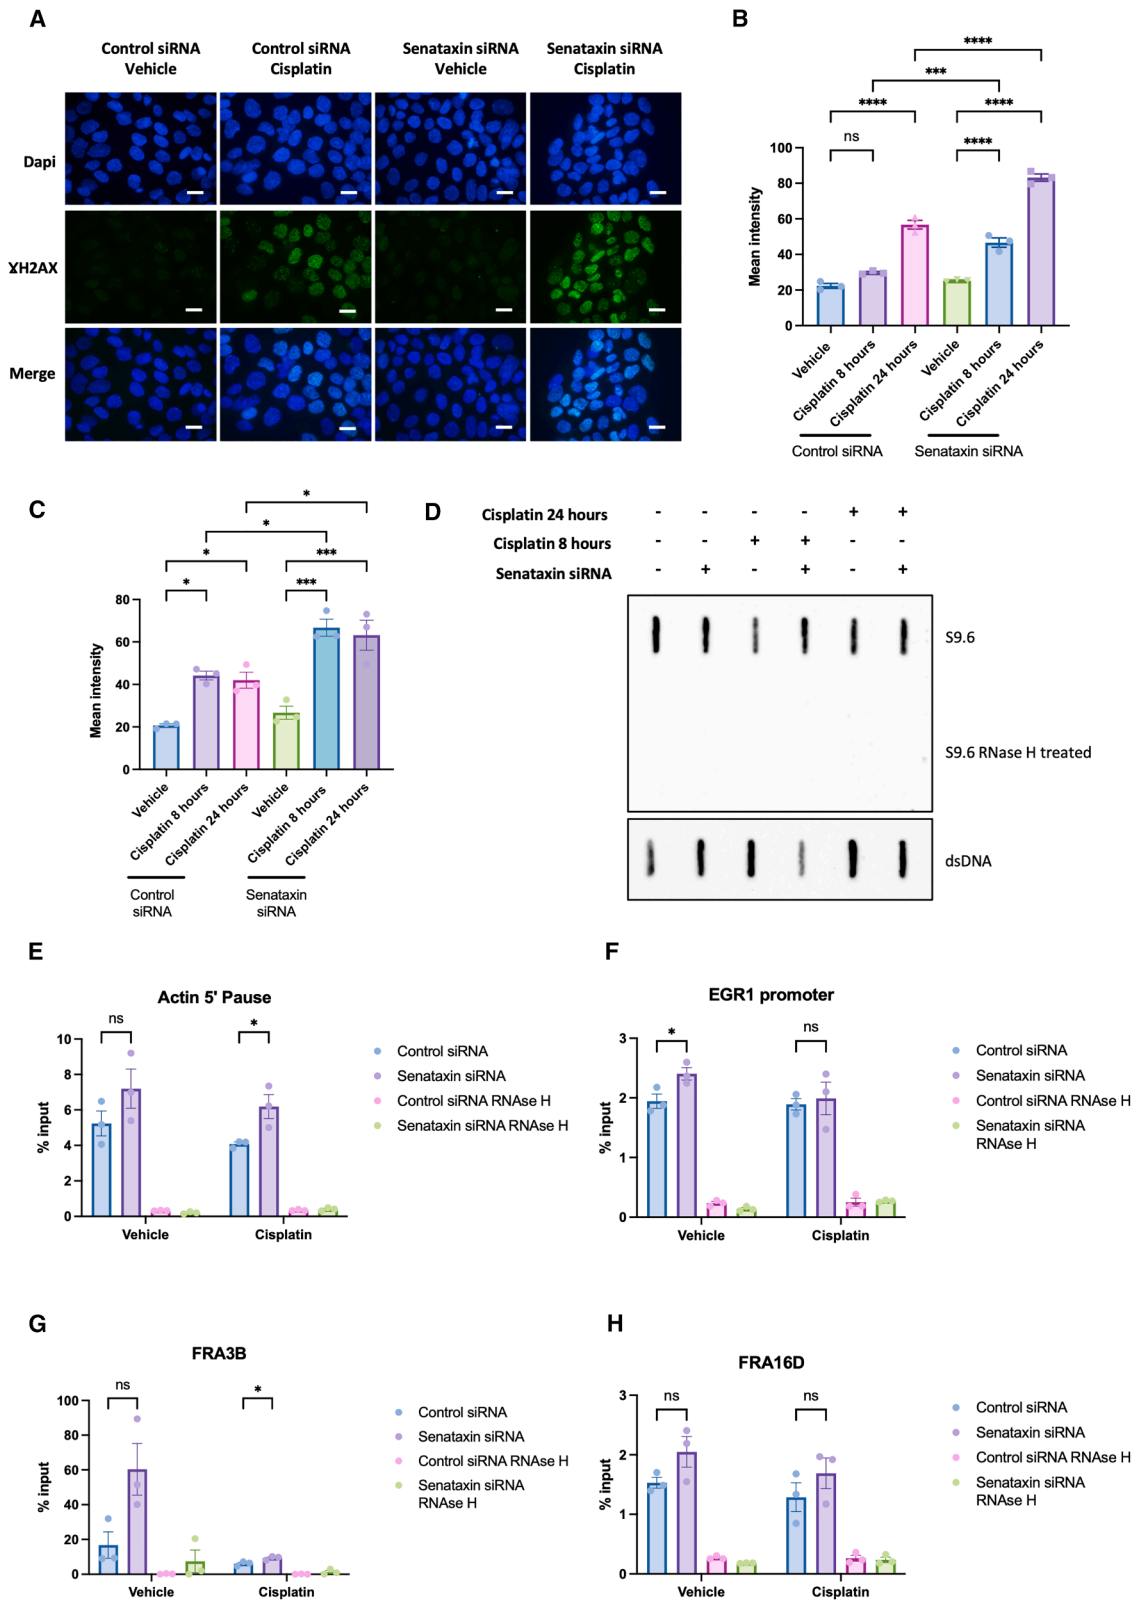 A
Control siRNA
Vehicle
Control siRNA
Cisplatin
Senataxin siRNA
Vehicle
Senataxin siRNA
Cisplatin
Dapi
ɣH2AX
Merge
B
****
***
****
****
ns
****
Mean intensity
100
80
60
40
20
0
Vehicle
Cisplatin 8 hours
Cisplatin 24 hours
Vehicle
Cisplatin 8 hours
Cisplatin 24 hours
Control siRNA
Senataxin siRNA
C
*
*
*
***
*
***
Mean intensity
80
60
40
20
0
Vehicle
Cisplatin 8 hours
Cisplatin 24 hours
Vehicle
Cisplatin 8 hours
Cisplatin 24 hours
Control
siRNA
Senataxin
siRNA
D
Cisplatin 24 hours - - - - + +
Cisplatin 8 hours - - + + - -
Senataxin siRNA - + - + - +
S9.6
S9.6 RNase H treated
dsDNA
E
Actin 5' Pause
ns
*
% input
10
8
6
4
2
0
Vehicle
Cisplatin
Control siRNA
Senataxin siRNA
Control siRNA RNAse H
Senataxin siRNA RNAse H
F
EGR1 promoter
*
ns
% input
3
2
1
0
Vehicle
Cisplatin
Control siRNA
Senataxin siRNA
Control siRNA RNAse H
Senataxin siRNA
RNAse H
G
FRA3B
ns
*
% input
100
80
60
40
20
0
Vehicle
Cisplatin
Control siRNA
Senataxin siRNA
Control siRNA RNAse H
Senataxin siRNA
RNAse H
H
FRA16D
ns
ns
% input
3
2
1
0
Vehicle
Cisplatin
Control siRNA
Senataxin siRNA
Control siRNA RNAse H
Senataxin siRNA
RNAse H